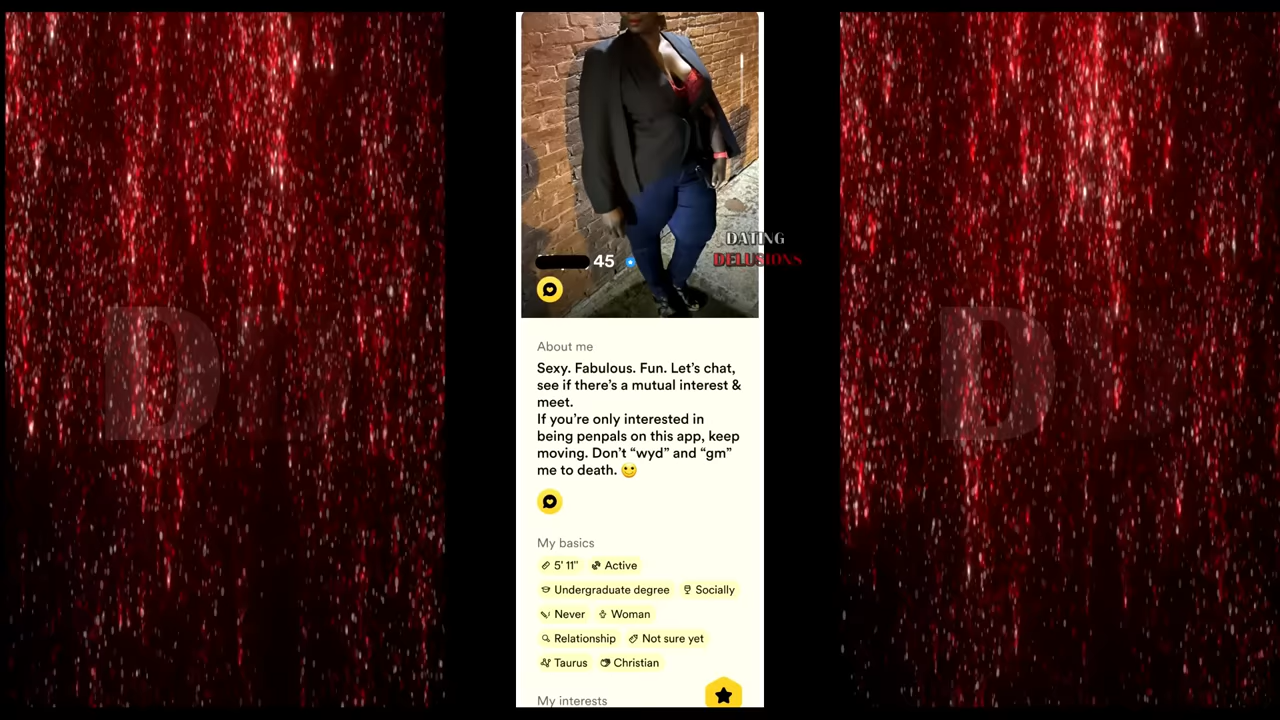 45
DATING
DELUSIONS
D
D
About me
Sexy. Fabulous. Fun. Let's chat,
see if there's a mutual interest &
meet.
If you're only interested in
being penpals on this app, keep
moving. Don't “wyd” and “gm”
me to death.
My basics
5' 11" Active
Undergraduate degree Socially
Never Woman
Relationship Not sure yet
Taurus Christian
My interests